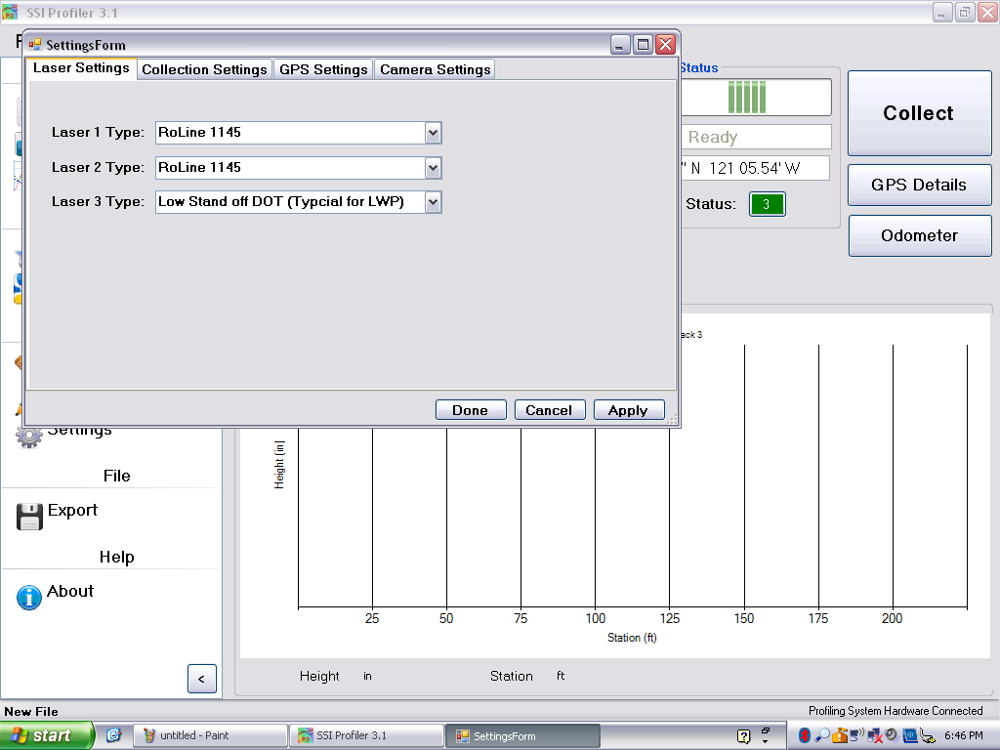 SSI Profiler 3.1
SettingsForm
Laser Settings
Collection Settings
GPS Settings
Camera Settings
Laser 1 Type:
RoLine 1145
Laser 2 Type:
RoLine 1145
Laser 3 Type:
Low Stand off DOT (Typcial for LWP)
Done
Cancel
Apply
Status
Ready
" N 121 05.54' W
Status:
3
Collect
GPS Details
Odometer
ack 3
Settings
File
Export
Help
About
<
Height (in)
25
50
75
100
125
150
175
200
Station (ft)
Height in
Station ft
New File
Profiling System Hardware Connected
start
untitled - Paint
SSI Profiler 3.1
SettingsForm
6:46 PM